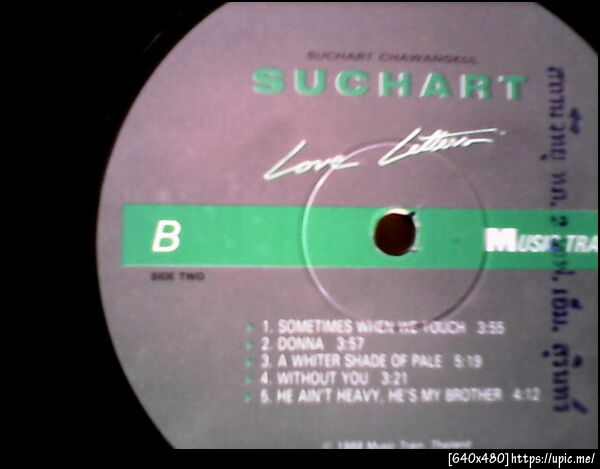 SUCHART CHAWANGKUL
SUCHART
Love Letters
B
MUSIC TRA
SIDE TWO
1. SOMETIMES WHEN WE TOUCH 3:55
2. DONNA 3:57
3. A WHITER SHADE OF PALE 5:19
4. WITHOUT YOU 3:21
5. HE AIN'T HEAVY, HE'S MY BROTHER 4:12
Music Train, Thailand
[640x480]https://upic.me/